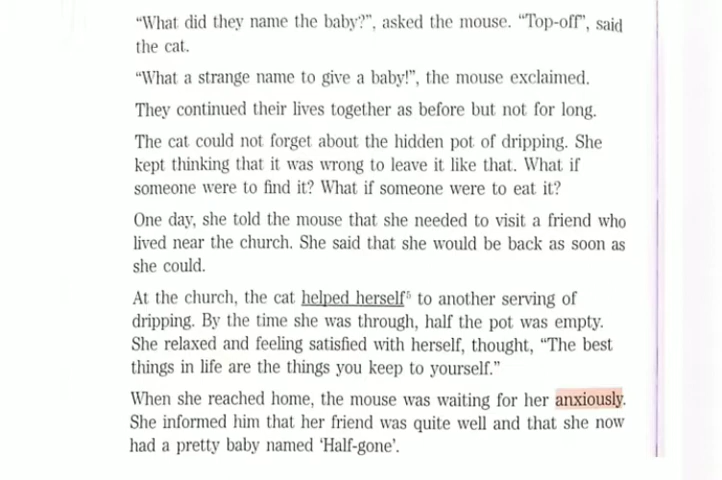 “What did they name the baby?”, asked the mouse. “Top-off”, said
the cat.
“What a strange name to give a baby!”, the mouse exclaimed.
They continued their lives together as before but not for long.
The cat could not forget about the hidden pot of dripping. She
kept thinking that it was wrong to leave it like that. What if
someone were to find it? What if someone were to eat it?
One day, she told the mouse that she needed to visit a friend who
lived near the church. She said that she would be back as soon as
she could.
At the church, the cat helped herself⁵ to another serving of
dripping. By the time she was through, half the pot was empty.
She relaxed and feeling satisfied with herself, thought, “The best
things in life are the things you keep to yourself.”
When she reached home, the mouse was waiting for her anxiously.
She informed him that her friend was quite well and that she now
had a pretty baby named ‘Half-gone’.